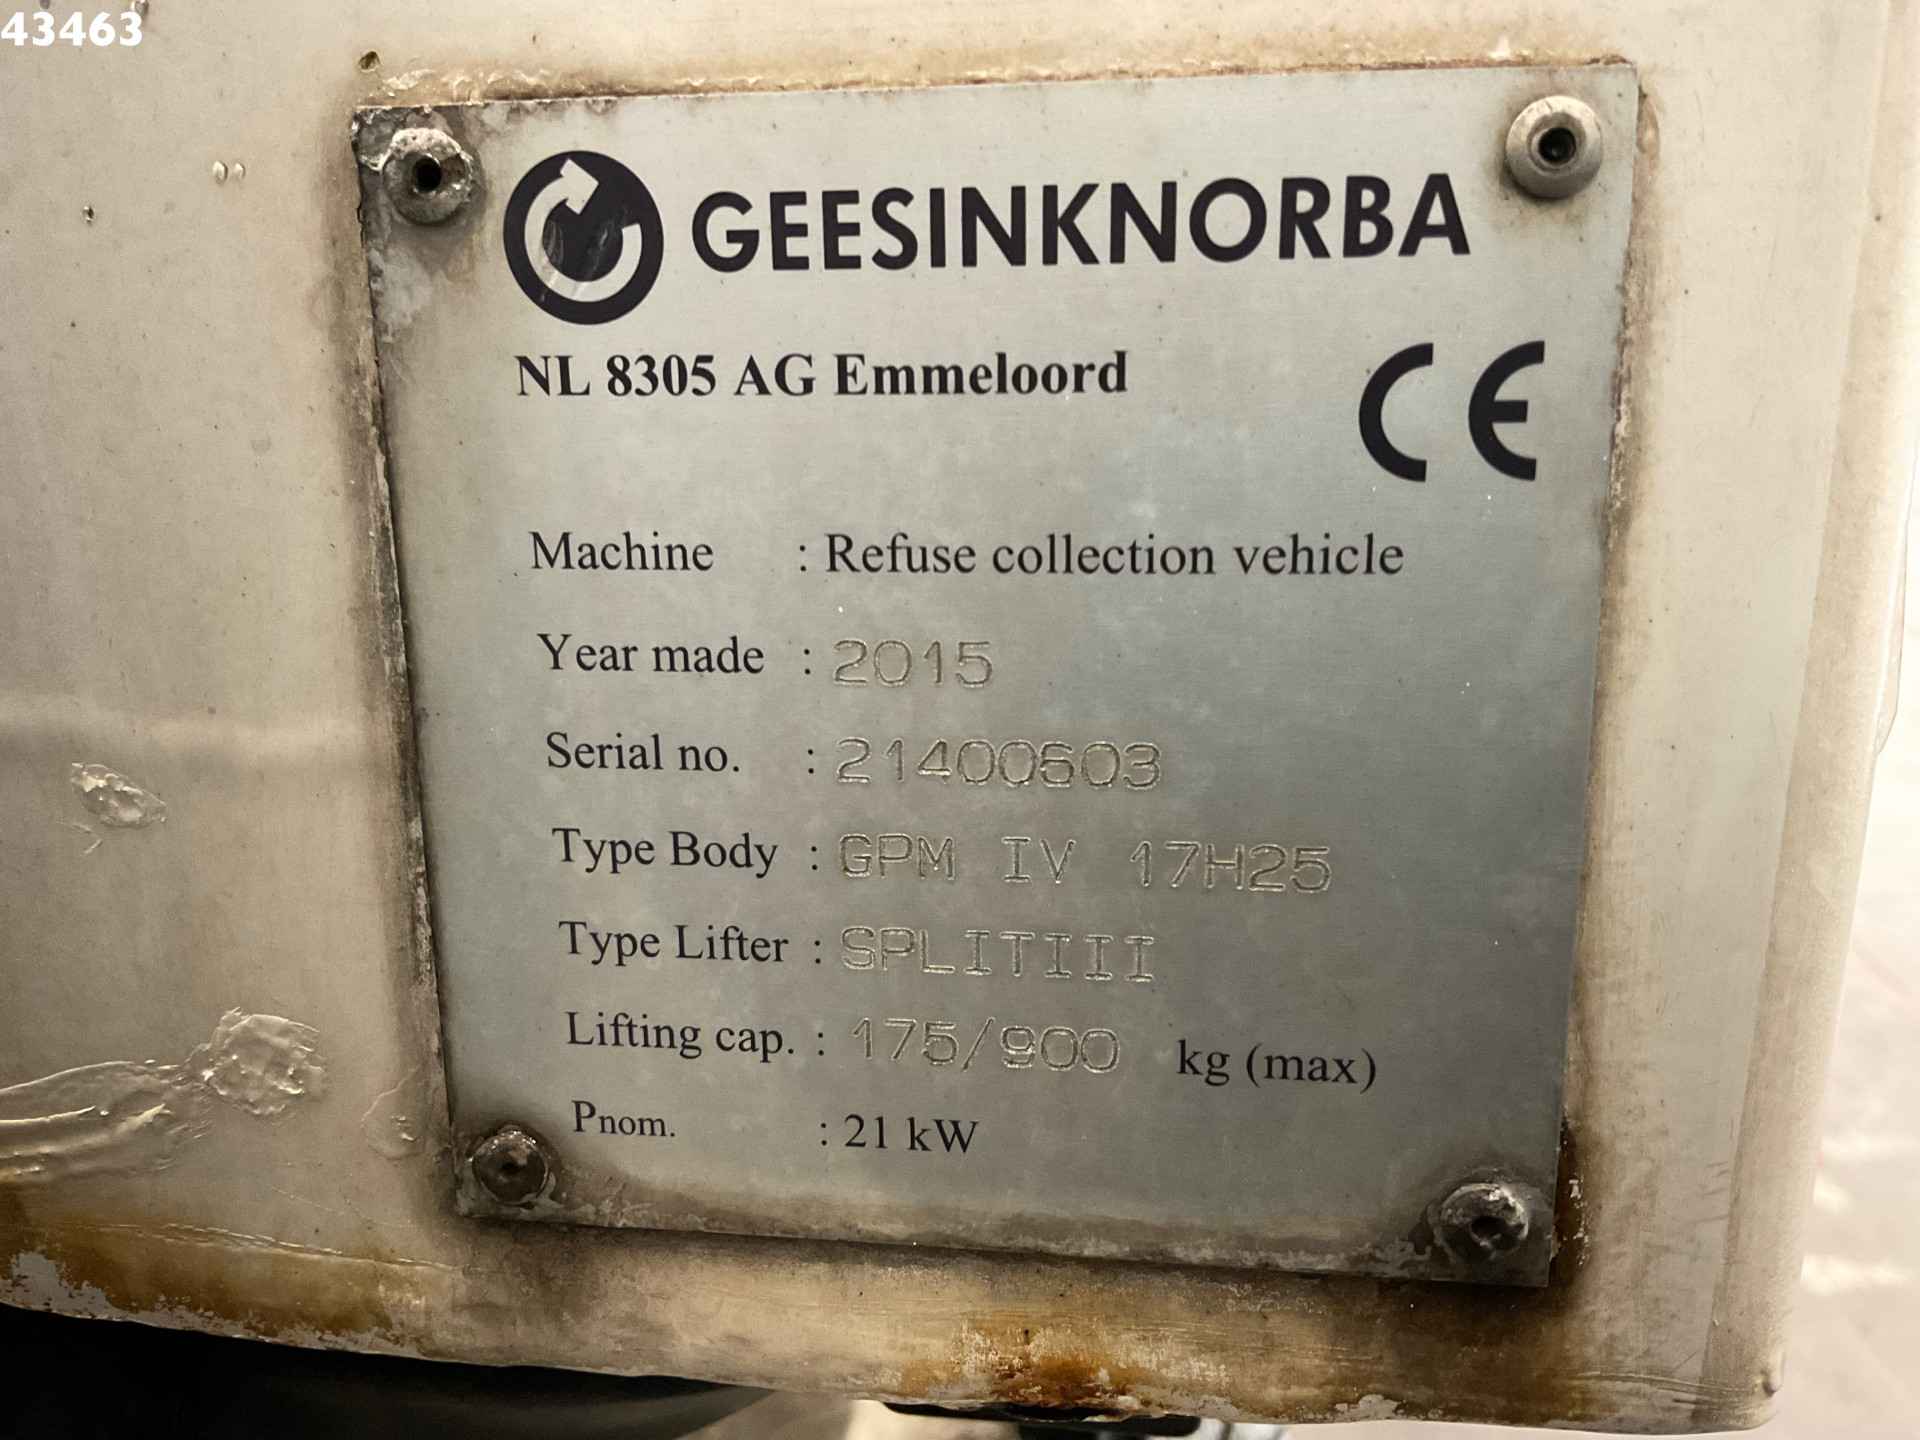 43463
GEESINKNORBA
NL 8305 AG Emmeloord
CE
Machine : Refuse collection vehicle
Year made : 2015
Serial no. : 21400603
Type Body : GPM IV 17H25
Type Lifter : SPLITIII
Lifting cap. : 175/900 kg (max)
Pnom. : 21 kW